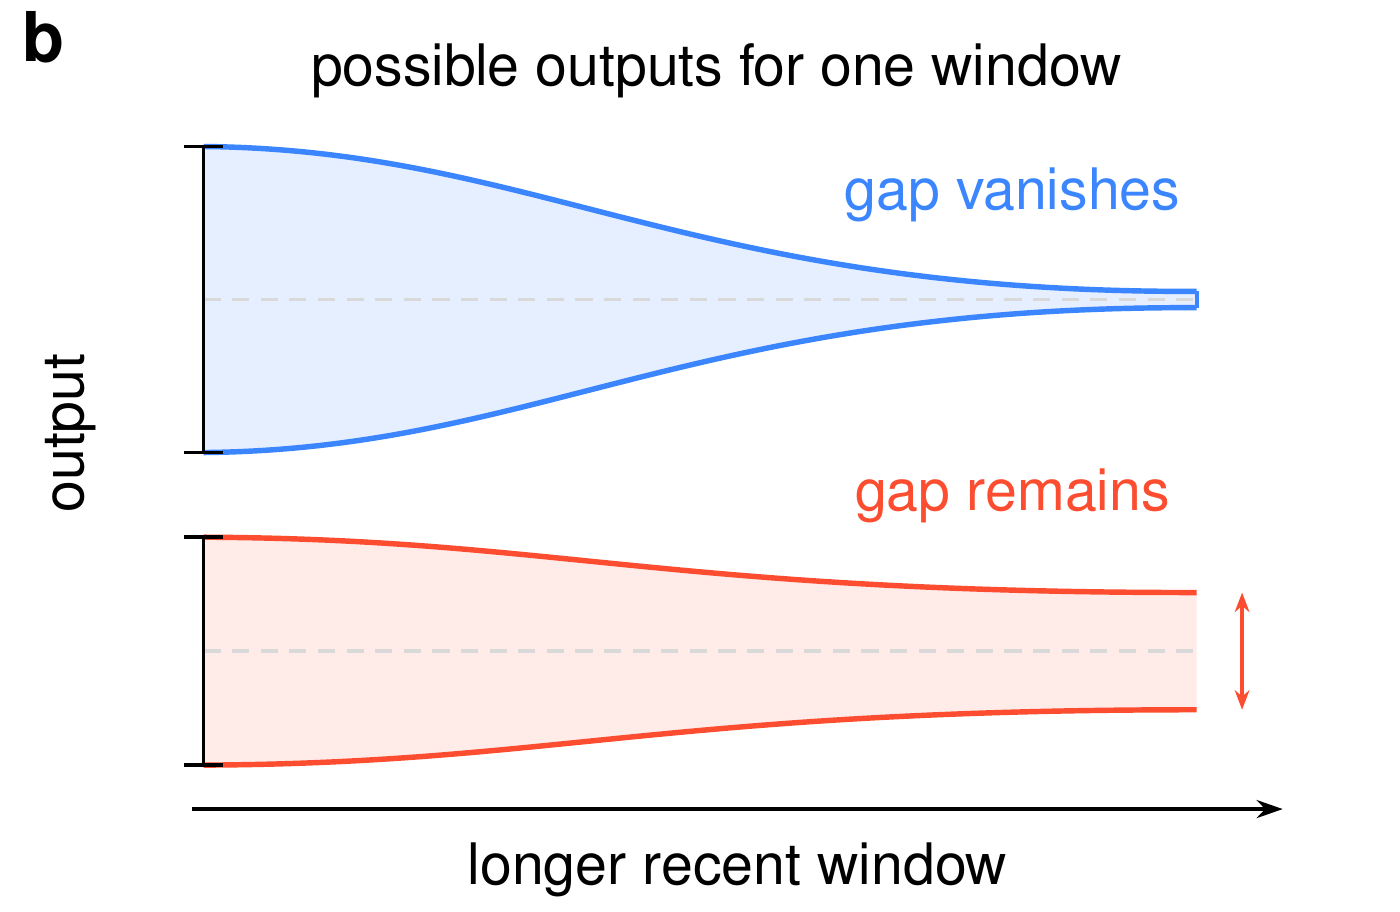 b
possible outputs for one window
gap vanishes
output
gap remains
longer recent window